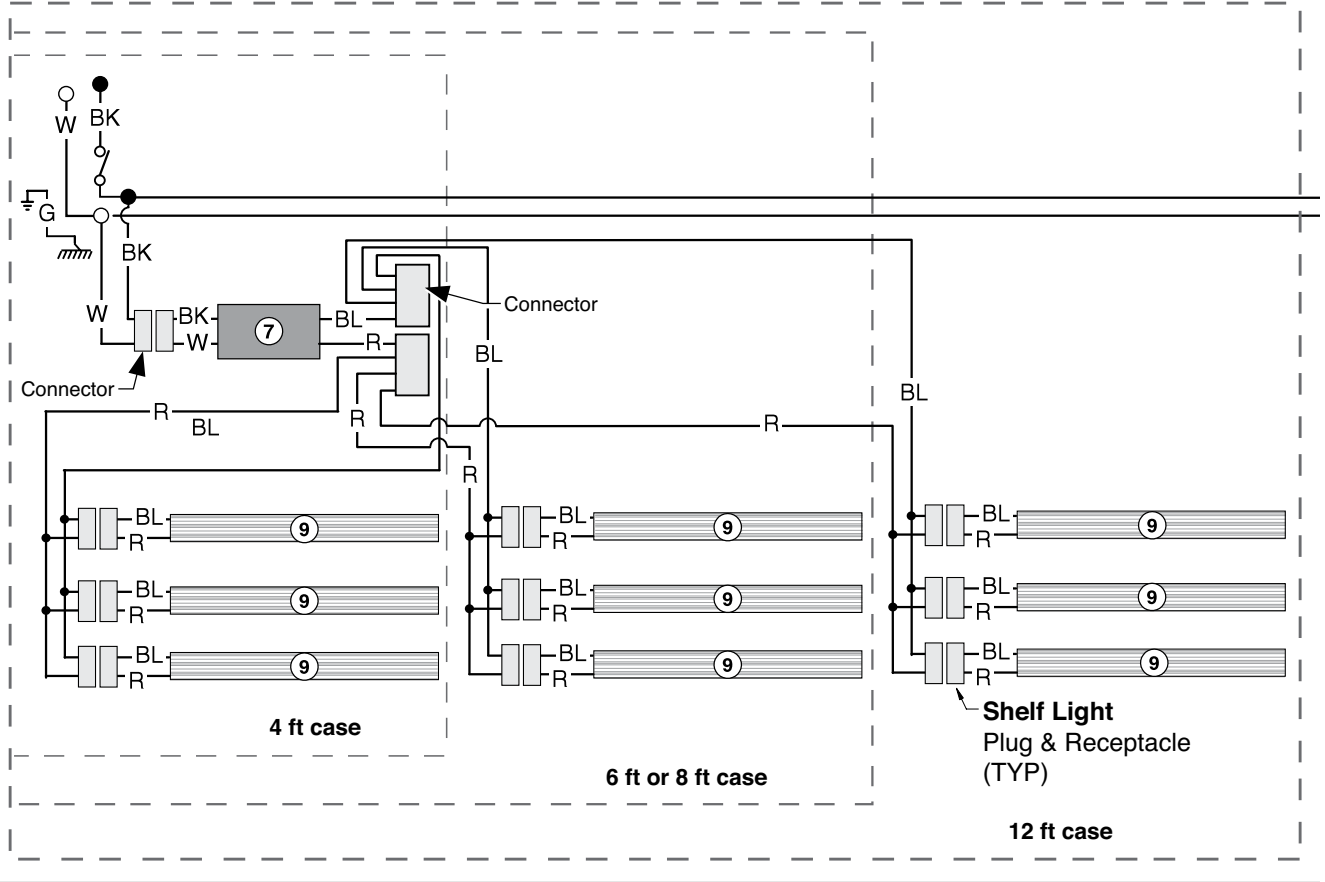 W
BK
G
BK
W
BK
W
7
BL
R
Connector
Connector
BL
BL
R
BL
R
R
R
BL
R
9
BL
R
9
BL
R
9
BL
R
9
BL
R
9
BL
R
9
BL
R
9
BL
R
9
BL
R
9
4 ft case
6 ft or 8 ft case
Shelf Light
Plug & Receptacle
(TYP)
12 ft case